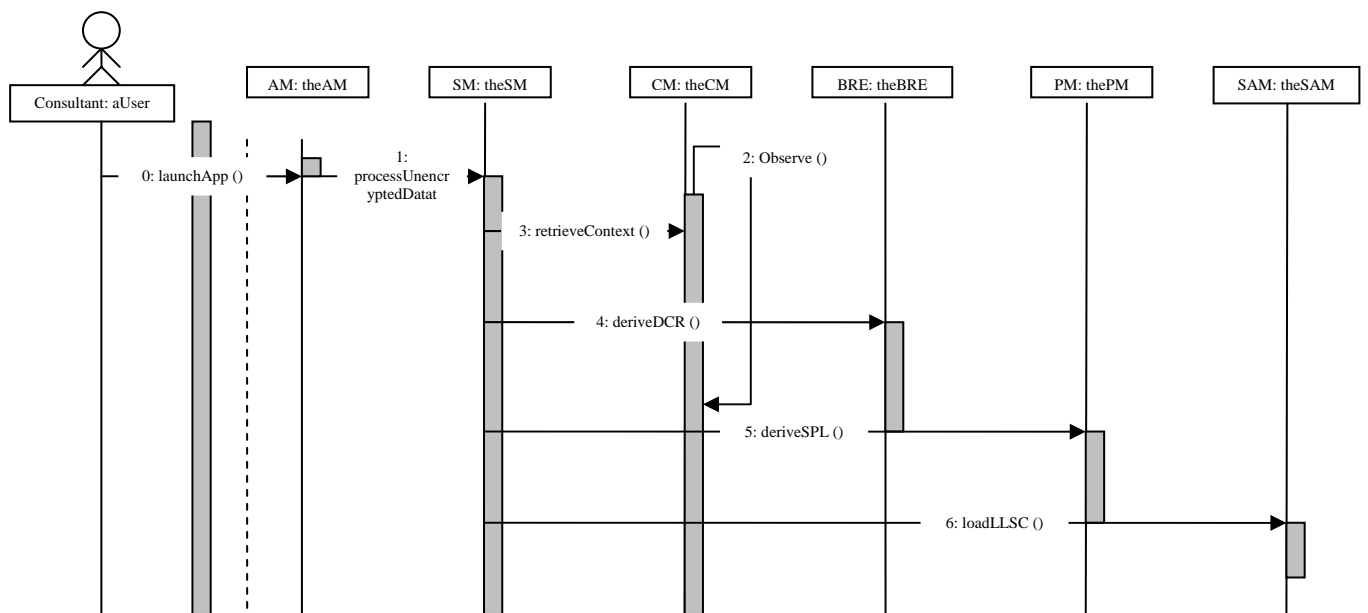 AM: theAM
SM: theSM
CM: theCM
BRE: theBRE
PM: thePM
SAM: theSAM
Consultant: aUser
0: launchApp ()
1:
processUnencr
yptedDatat
2: Observe ()
3: retrieveContext ()
4: deriveDCR ()
5: deriveSPL ()
6: loadLLSC ()